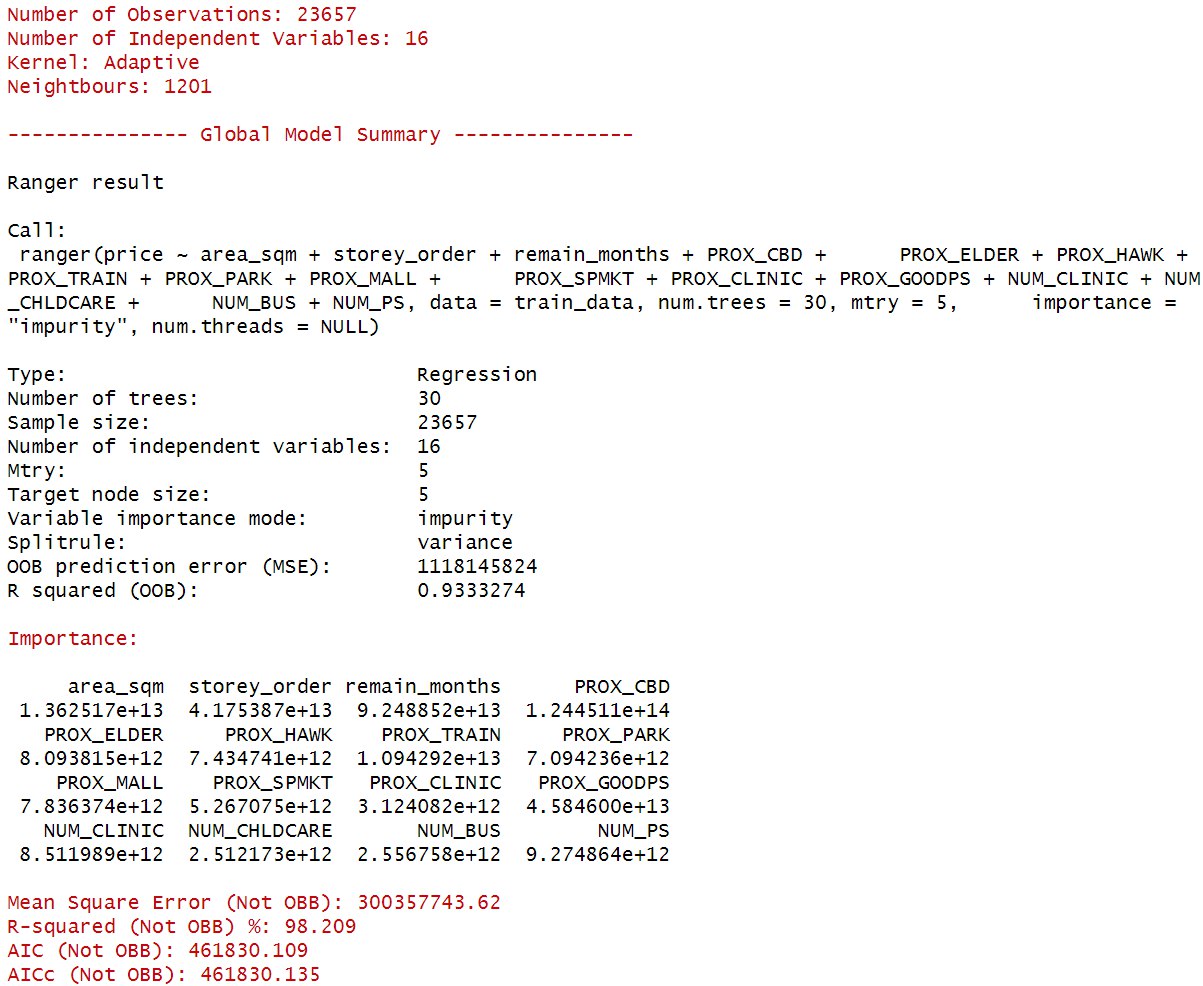 Number of Observations: 23657
Number of Independent Variables: 16
Kernel: Adaptive
Neightbours: 1201
--------------- Global Model Summary ---------------
Ranger result
Call:
ranger(price ~ area_sqm + storey_order + remain_months + PROX_CBD +      PROX_ELDER + PROX_HAWK +
PROX_TRAIN + PROX_PARK + PROX_MALL +      PROX_SPMKT + PROX_CLINIC + PROX_GOODPS + NUM_CLINIC + NUM
_CHLDCARE +      NUM_BUS + NUM_PS, data = train_data, num.trees = 30, mtry = 5,      importance =
"impurity", num.threads = NULL)
Type:                             Regression
Number of trees:                  30
Sample size:                      23657
Number of independent variables:  16
Mtry:                             5
Target node size:                 5
Variable importance mode:         impurity
Splitrule:                        variance
OOB prediction error (MSE):       1118145824
R squared (OOB):                  0.9333274
Importance:
area_sqm  storey_order remain_months      PROX_CBD
1.362517e+13  4.175387e+13  9.248852e+13  1.244511e+14
PROX_ELDER     PROX_HAWK    PROX_TRAIN     PROX_PARK
8.093815e+12  7.434741e+12  1.094292e+13  7.094236e+12
PROX_MALL    PROX_SPMKT   PROX_CLINIC   PROX_GOODPS
7.836374e+12  5.267075e+12  3.124082e+12  4.584600e+13
NUM_CLINIC  NUM_CHLDCARE       NUM_BUS        NUM_PS
8.511989e+12  2.512173e+12  2.556758e+12  9.274864e+12
Mean Square Error (Not OBB): 300357743.62
R-squared (Not OBB) %: 98.209
AIC (Not OBB): 461830.109
AICc (Not OBB): 461830.135